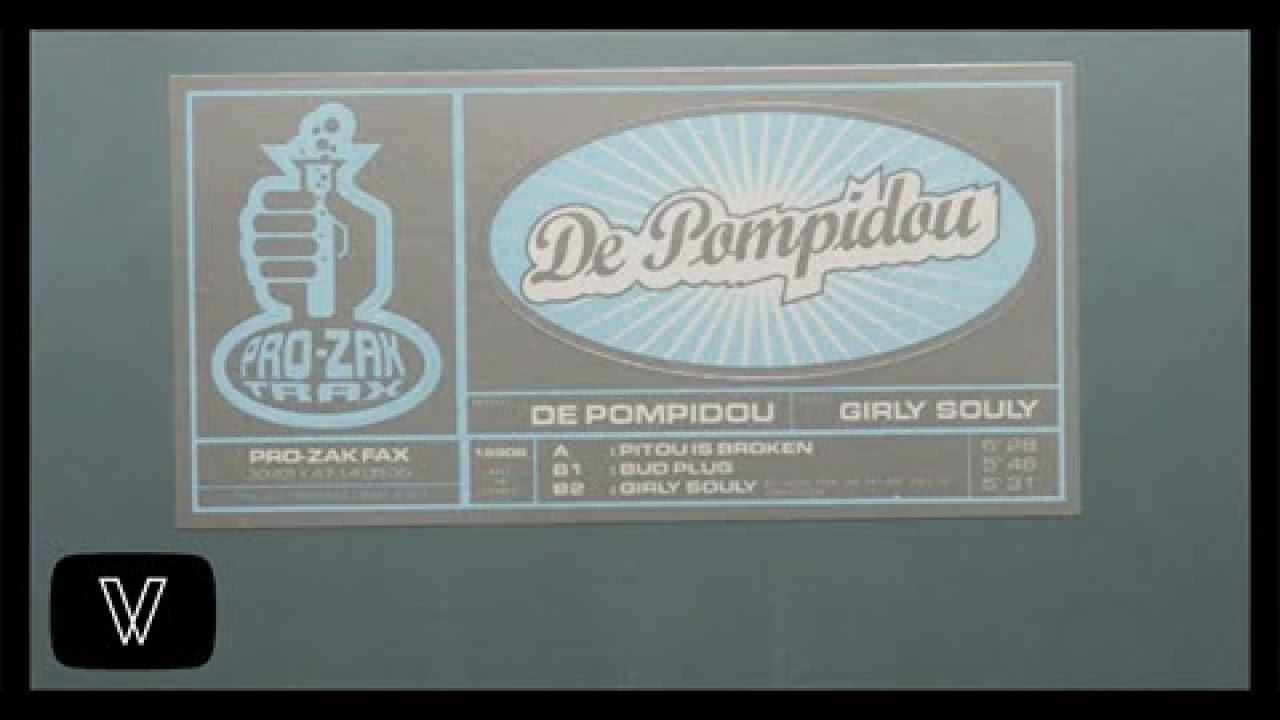 De Pompidou
PRO-ZAK
TRAX
DE POMPIDOU
GIRLY SOULY
PRO-ZAK FAX
A : PITOU IS BROKEN 6'28
B1 : BUD PLUG 5'46
B2 : GIRLY SOULY 5'31
W